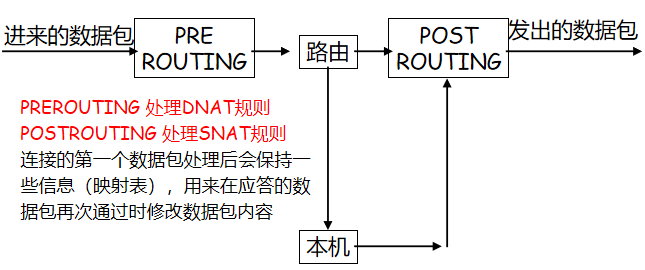 进来的数据包
PRE
ROUTING
路由
POST
ROUTING
发出的数据包
PREROUTING 处理DNAT规则
POSTROUTING 处理SNAT规则
连接的第一个数据包处理后会保持一
些信息（映射表），用来在应答的数
据包再次通过时修改数据包内容
本机